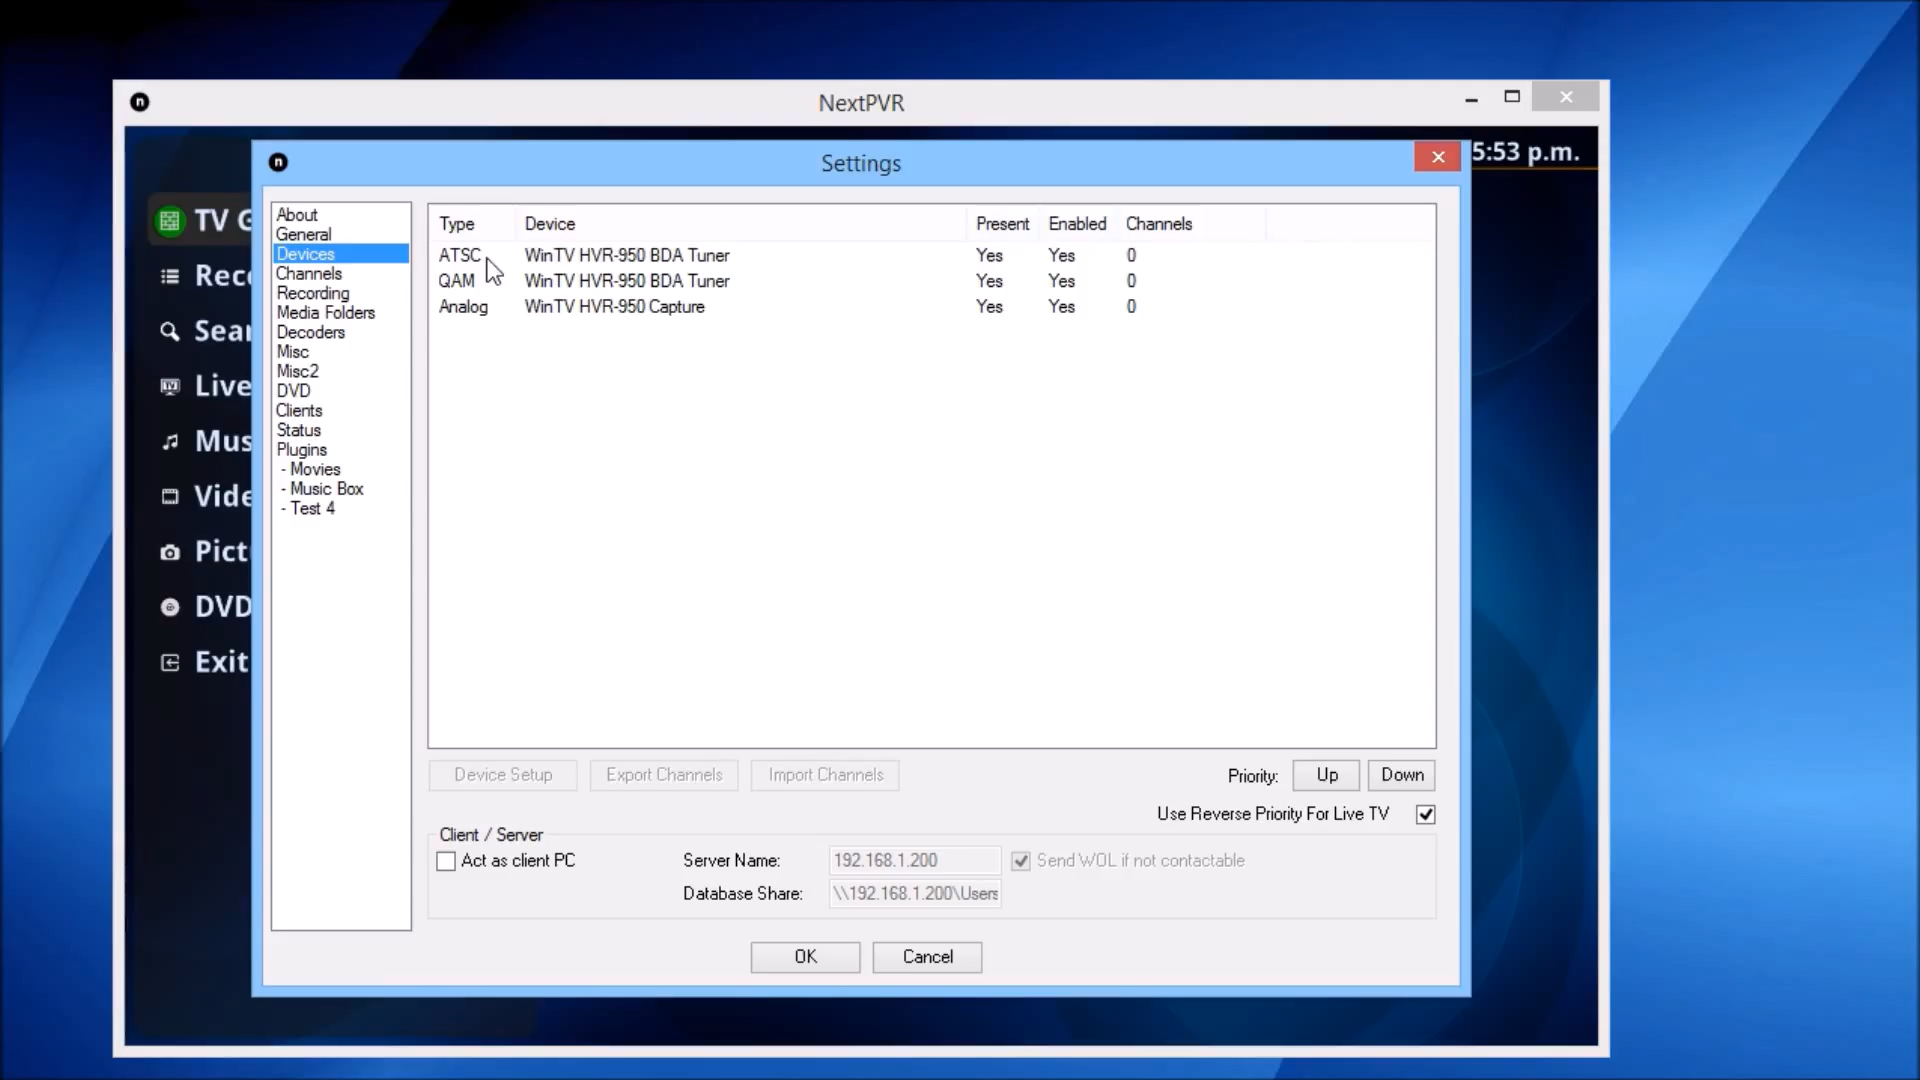 NextPVR
5:53 p.m.
Settings
TV G
Reco
Sear
Live
Mus
Vide
Pict
DVD
Exit
About
General
Devices
Channels
Recording
Media Folders
Decoders
Misc
Misc2
DVD
Clients
Status
Plugins
- Movies
- Music Box
- Test 4
Type Device Present Enabled Channels
ATSC WinTV HVR-950 BDA Tuner Yes Yes 0
QAM WinTV HVR-950 BDA Tuner Yes Yes 0
Analog WinTV HVR-950 Capture Yes Yes 0
Device Setup Export Channels Import Channels Priority: Up Down
Use Reverse Priority For Live TV
Client / Server
Act as client PC Server Name: 192.168.1.200 Send WOL if not contactable
Database Share: \\192.168.1.200\Users
OK Cancel